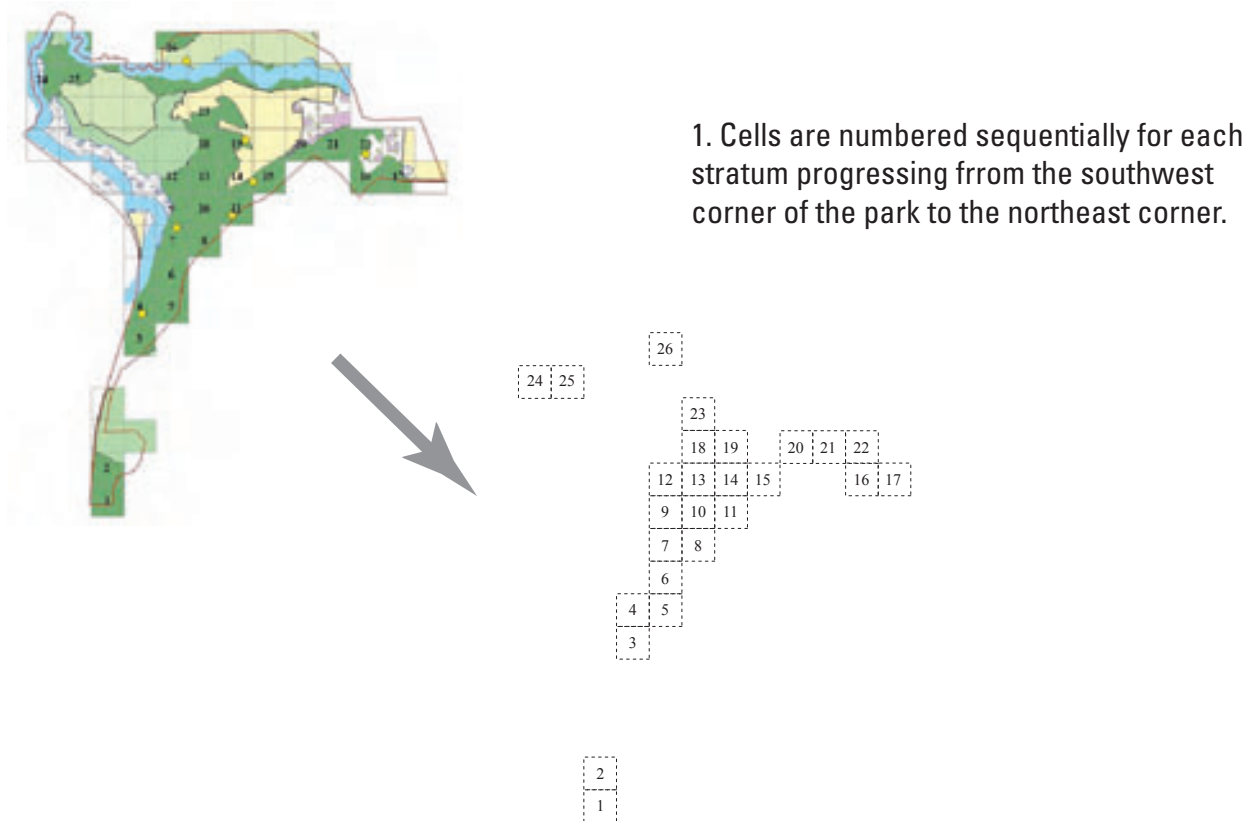 1. Cells are numbered sequentially for each
stratum progressing frrom the southwest
corner of the park to the northeast corner.
26
24 25
23
18 19 20 21 22
12 13 14 15 16 17
9 10 11
7 8
6
4 5
3
2
1